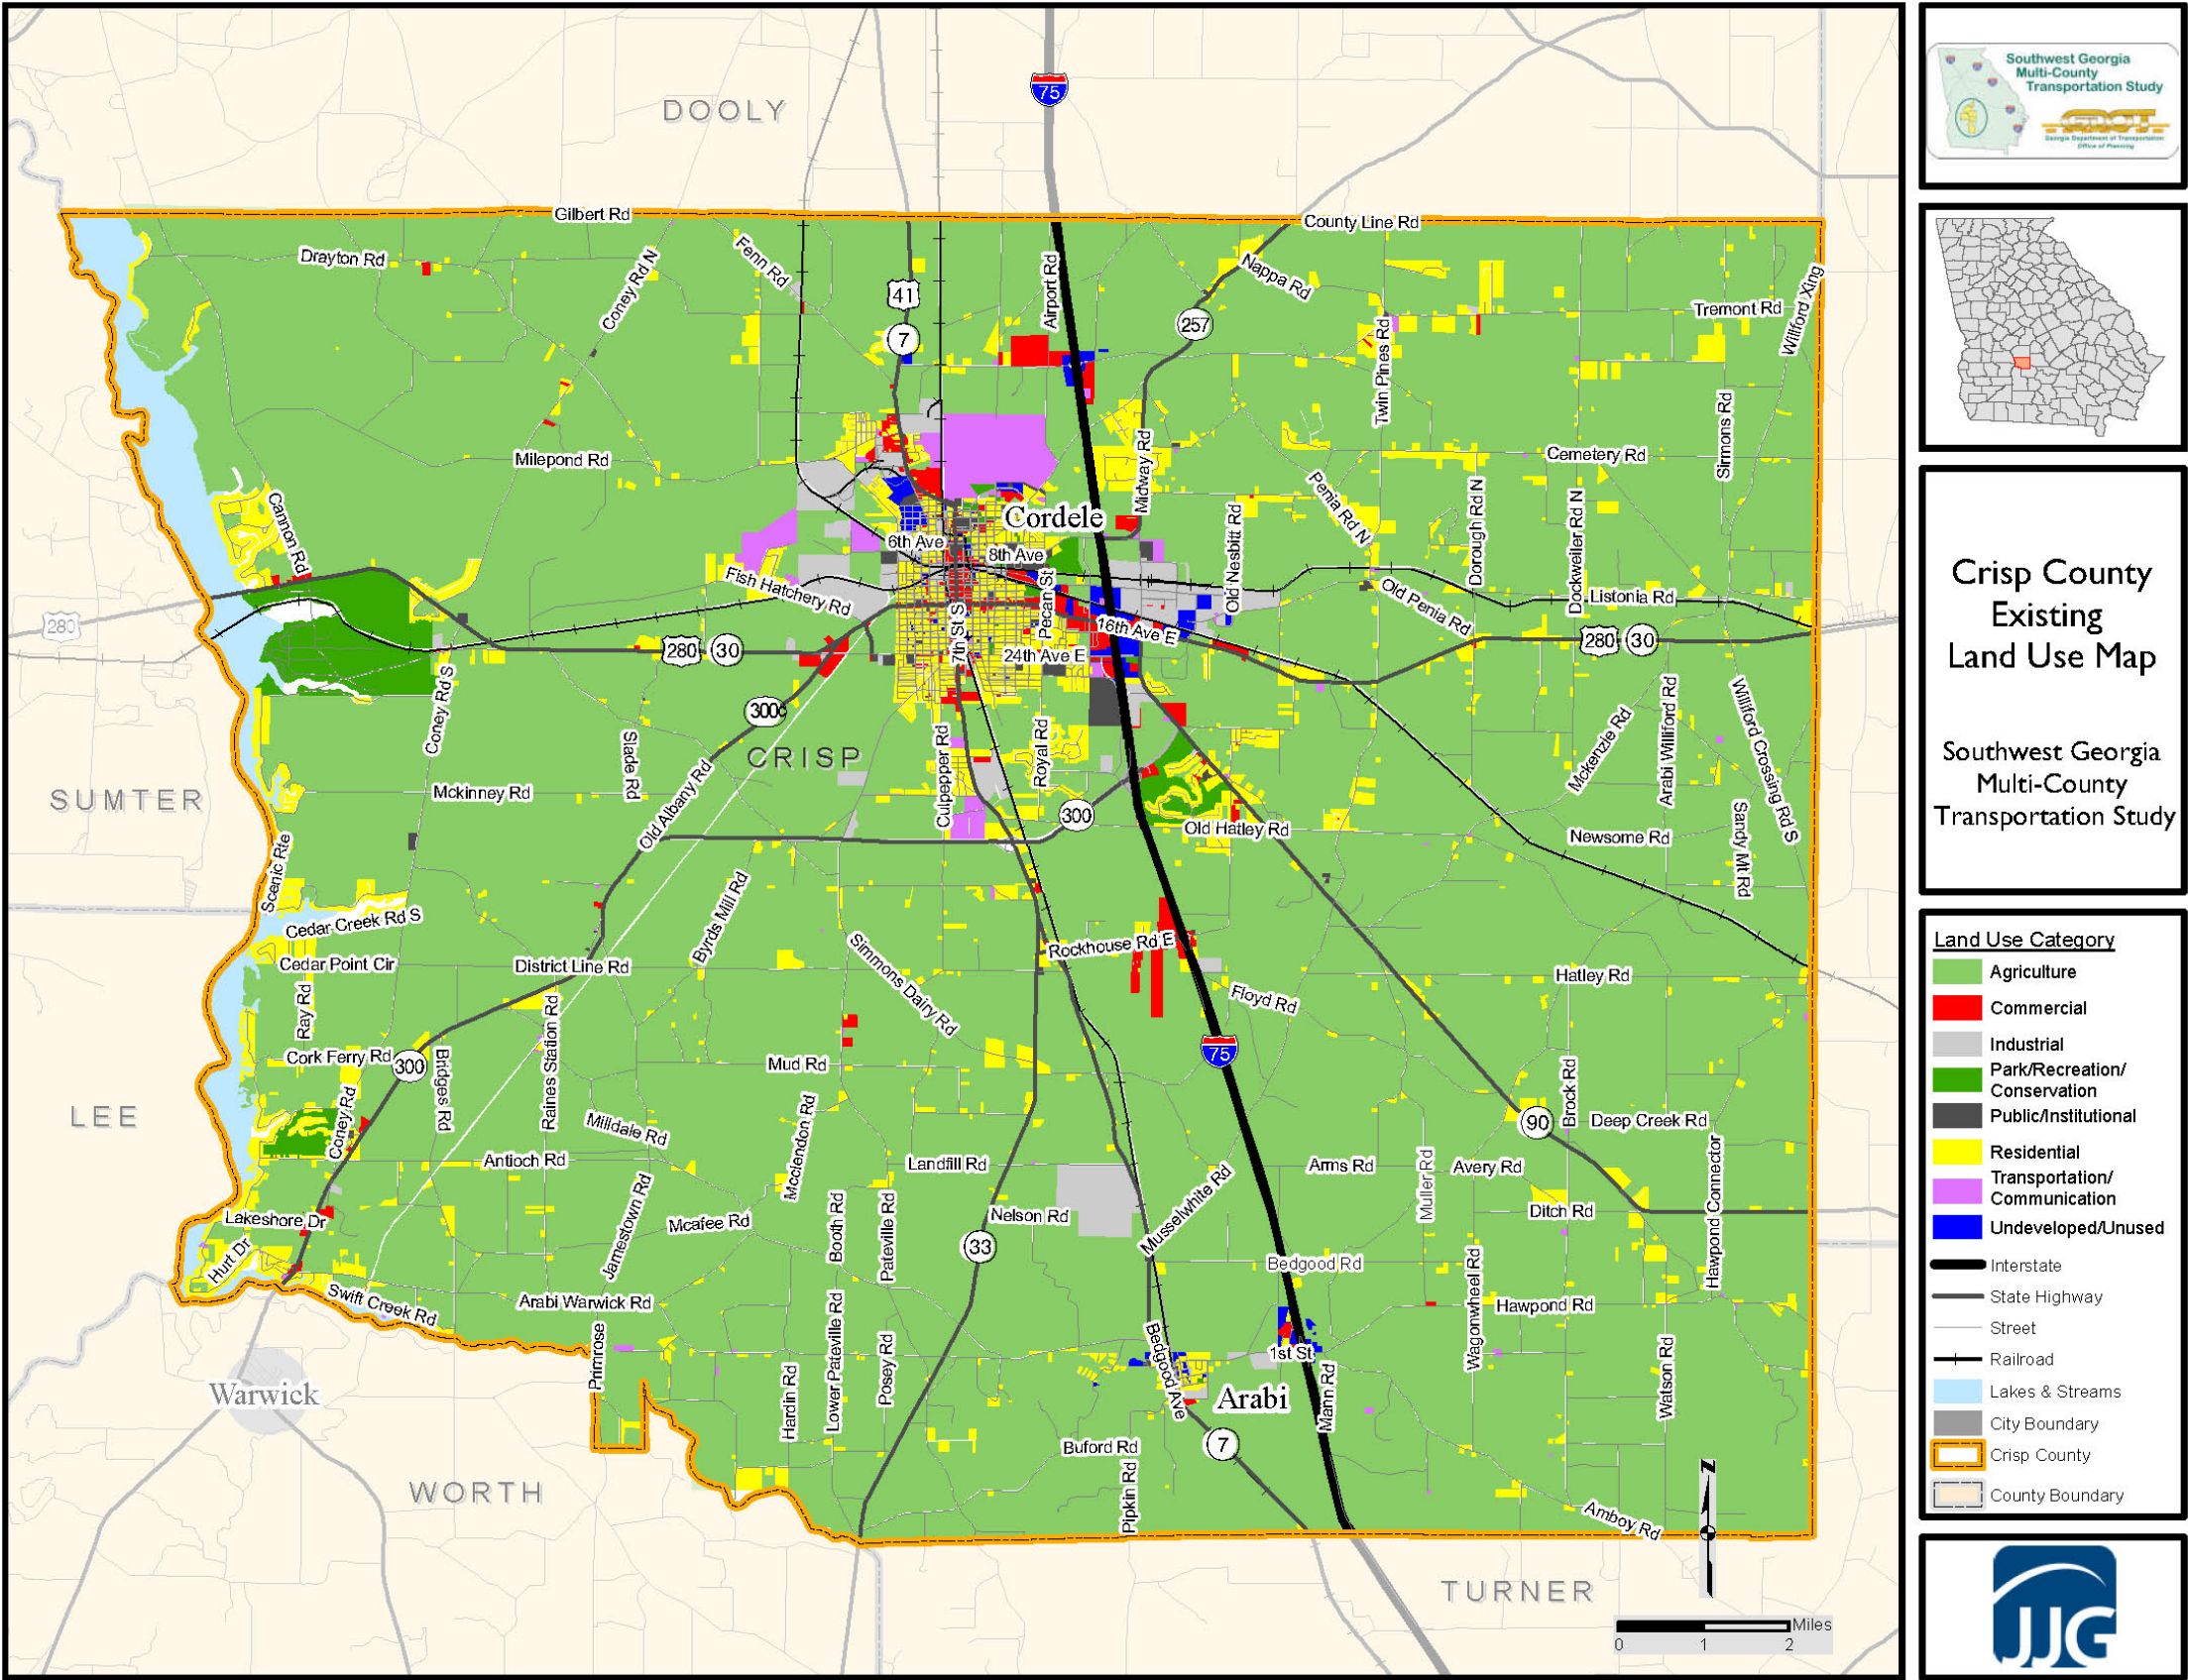 DOOLY
75
Gilbert Rd
County Line Rd
Drayton Rd
Coney Rd N
Fenn Rd
41
7
Airport Rd
Nappa Rd
257
Twin Pines Rd
Tremont Rd
Williford Xing
Simmons Rd
Milepond Rd
Cemetery Rd
Midway Rd
Cannon Rd
Cordele
Penia Rd N
Dorough Rd N
Dockweiler Rd N
Old Nesbitt Rd
6th Ave
8th Ave
Fish Hatchery Rd
Pecan St
Old Penia Rd
Listonia Rd
280
280
30
7th St S
16th Ave E
24th Ave E
280
30
Coney Rd S
300c
CRISP
Slade Rd
Culpepper Rd
Royal Rd
Mckenzie Rd
Arabi Williford Rd
Williford Crossing Rd S
SUMTER
Mckinney Rd
Old Albany Rd
300
Old Hatley Rd
Newsome Rd
Sandy Mt Rd
Scenic Rte
Cedar Creek Rd S
Byrds Mill Rd
Simmons Dairy Rd
Rockhouse Rd E
Cedar Point Cir
District Line Rd
Hatley Rd
Ray Rd
Raines Station Rd
Floyd Rd
75
Cork Ferry Rd
300
Bridges Rd
Mud Rd
Brock Rd
LEE
Coney Rd
Milldale Rd
Mcclendon Rd
90
Deep Creek Rd
Antioch Rd
Landfill Rd
Arms Rd
Muller Rd
Avery Rd
Hawpond Connector
Lakeshore Dr
Jamestown Rd
Mcafee Rd
Booth Rd
Pateville Rd
Nelson Rd
Musselwhite Rd
Ditch Rd
Hurt Dr
33
Bedgood Rd
Wagonwheel Rd
Swift Creek Rd
Arabi Warwick Rd
Lower Pateville Rd
Hawpond Rd
Primrose
Hardin Rd
Posey Rd
Bedgood Ave
1st St
Mann Rd
Watson Rd
Warwick
Arabi
WORTH
Buford Rd
Pipkin Rd
7
Amboy Rd
TURNER
N
Miles
0 1 2
Southwest Georgia
Multi-County
Transportation Study
GDOT
Georgia Department of Transportation
Office of Planning
Crisp County
Existing
Land Use Map
Southwest Georgia
Multi-County
Transportation Study
Land Use Category
Agriculture
Commercial
Industrial
Park/Recreation/
Conservation
Public/Institutional
Residential
Transportation/
Communication
Undeveloped/Unused
Interstate
State Highway
Street
Railroad
Lakes & Streams
City Boundary
Crisp County
County Boundary
JJG